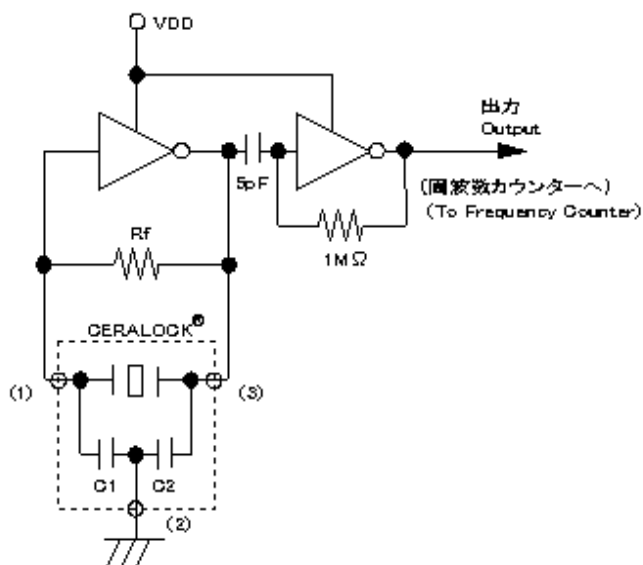 VDD
出力
Output
5pF
(周波数カウンターへ)
(To Frequency Counter)
Rf
1MΩ
CERALOCK®
(1)
(3)
C1
C2
(2)